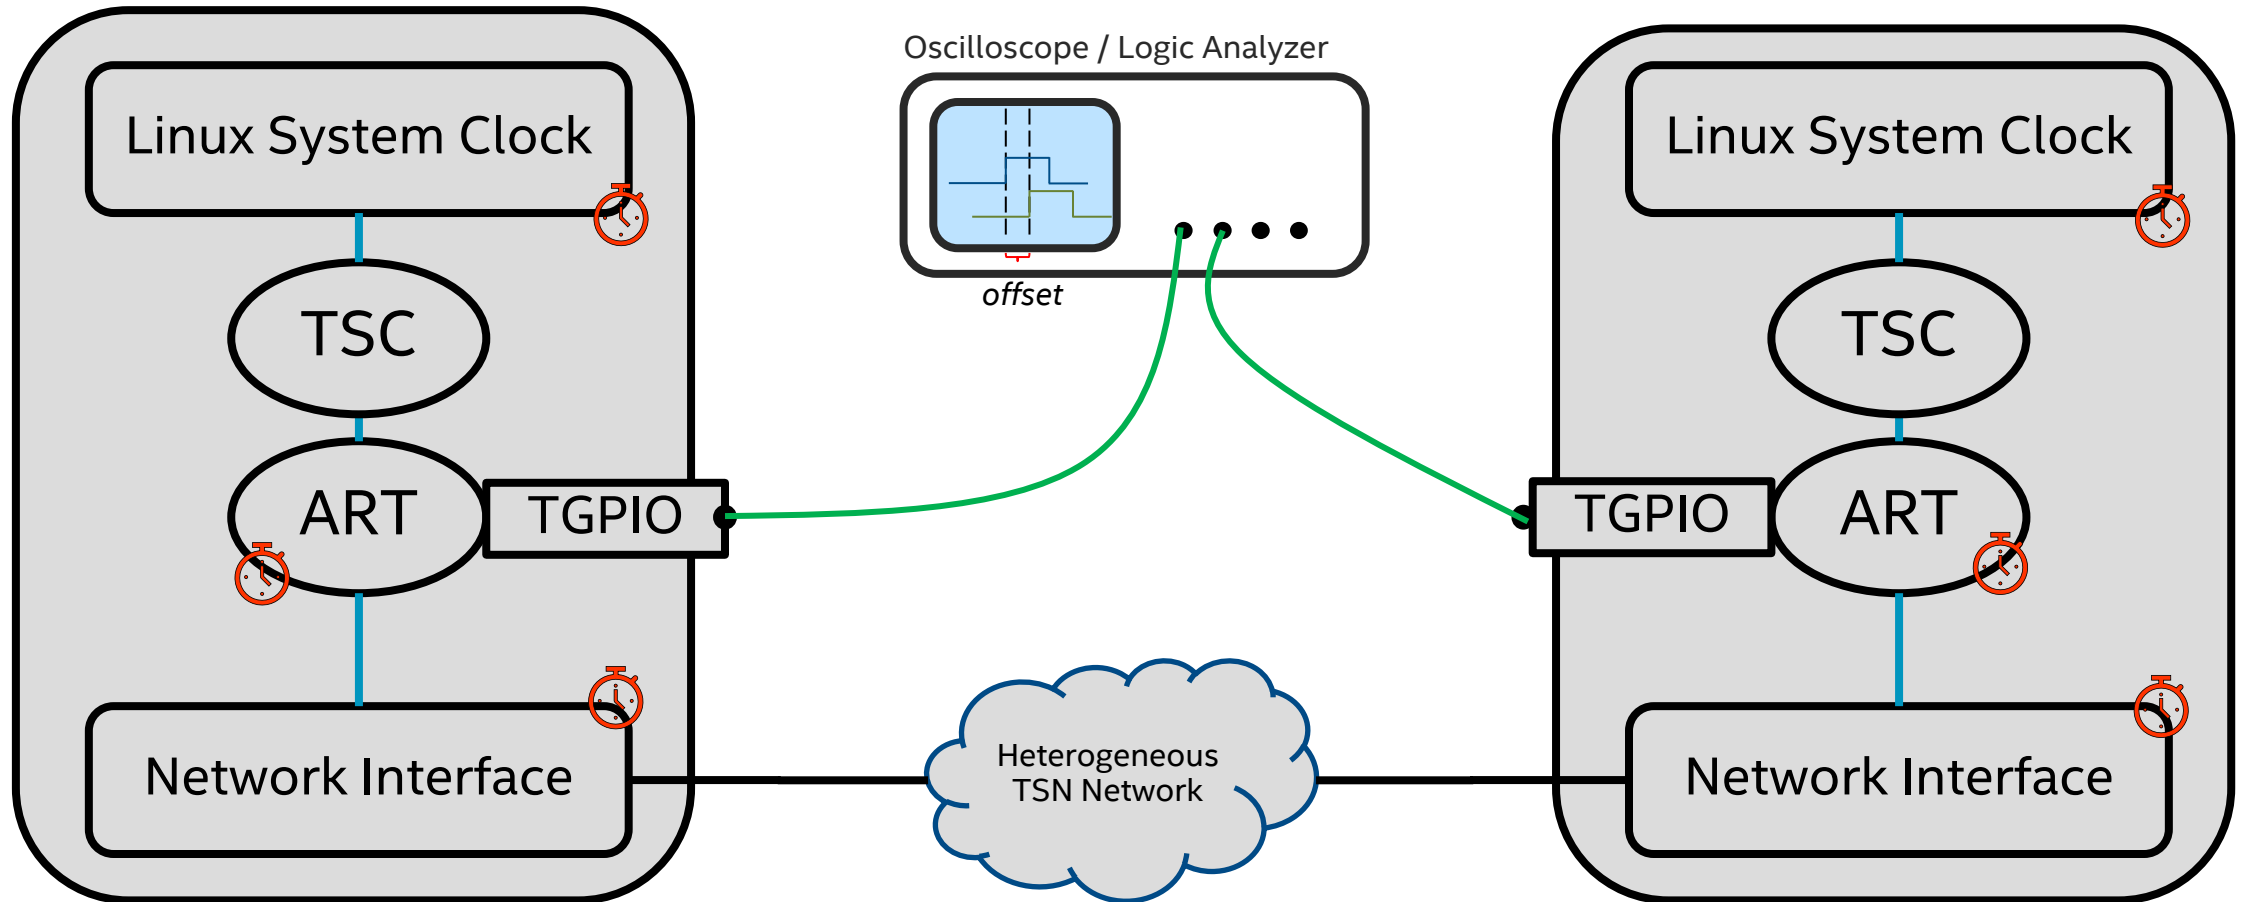 Linux System Clock
TSC
ART
TGPIO
Network Interface
Oscilloscope / Logic Analyzer
offset
Heterogeneous
TSN Network
Linux System Clock
TSC
TGPIO
ART
Network Interface